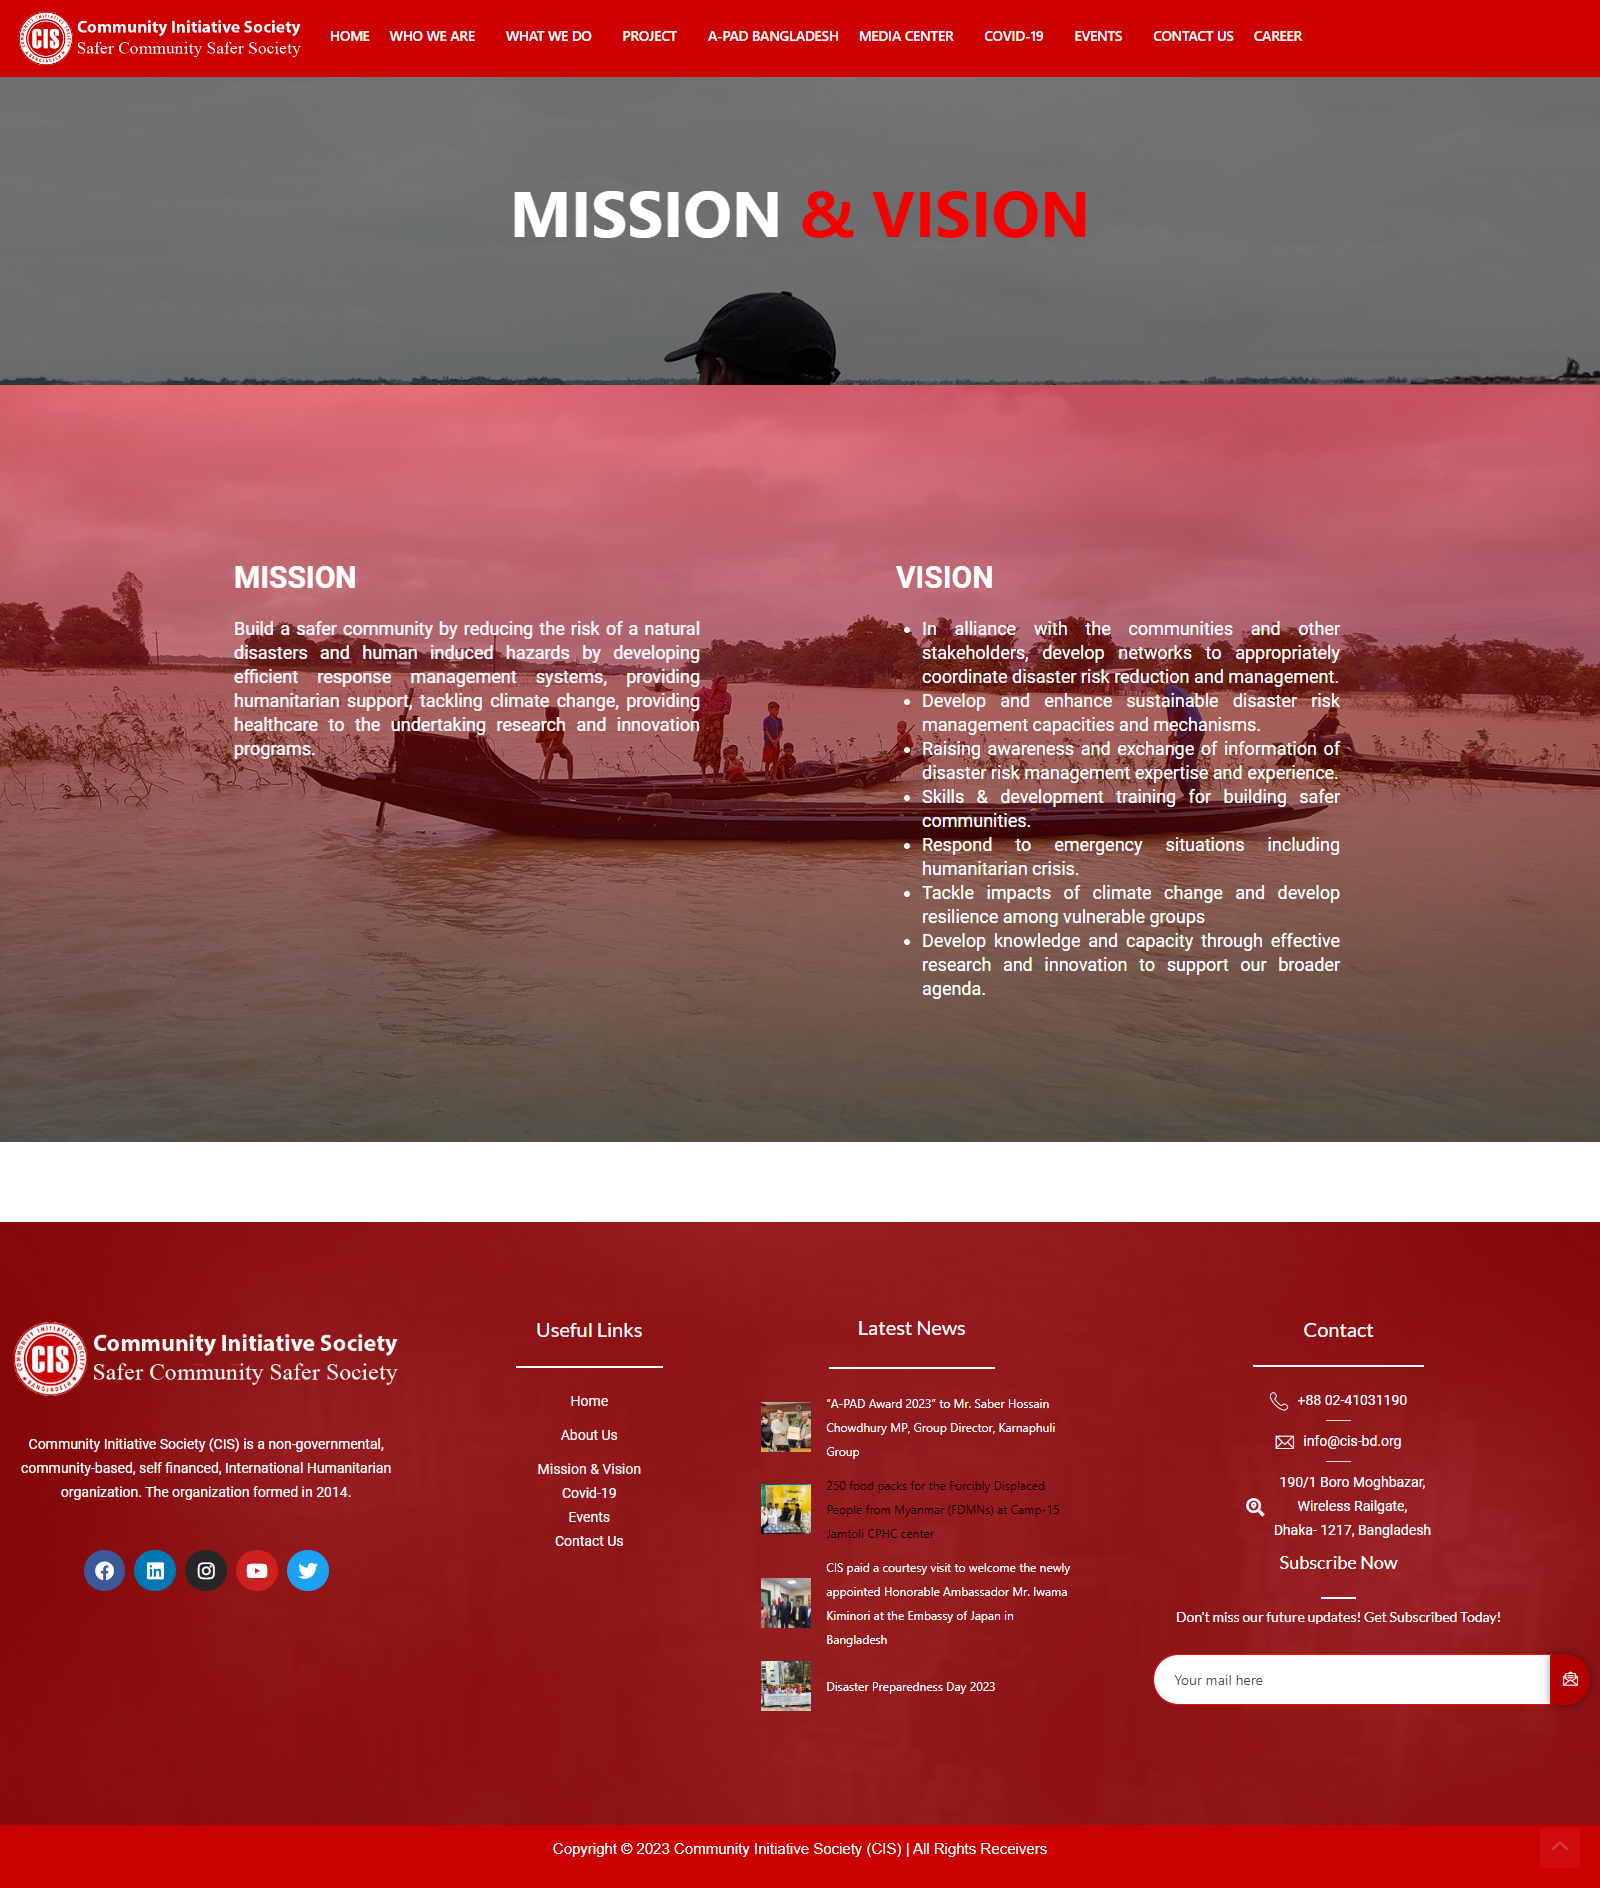 CIS
Community Initiative Society
Safer Community Safer Society
HOME WHO WE ARE WHAT WE DO PROJECT A-PAD BANGLADESH MEDIA CENTER COVID-19 EVENTS CONTACT US CAREER
MISSION & VISION
MISSION
Build a safer community by reducing the risk of a natural
disasters and human induced hazards by developing
efficient response management systems, providing
humanitarian support, tackling climate change, providing
healthcare to the undertaking research and innovation
programs.
VISION
In alliance with the communities and other
stakeholders, develop networks to appropriately
coordinate disaster risk reduction and management.
Develop and enhance sustainable disaster risk
management capacities and mechanisms.
Raising awareness and exchange of information of
disaster risk management expertise and experience.
Skills & development training for building safer
communities.
Respond to emergency situations including
humanitarian crisis.
Tackle impacts of climate change and develop
resilience among vulnerable groups
Develop knowledge and capacity through effective
research and innovation to support our broader
agenda.
COMMUNITY INITIATIVE SOCIETY
CIS
BANGLADESH
Community Initiative Society
Safer Community Safer Society
Community Initiative Society (CIS) is a non-governmental,
community-based, self financed, International Humanitarian
organization. The organization formed in 2014.
Useful Links
Home
About Us
Mission & Vision
Covid-19
Events
Contact Us
Latest News
“A-PAD Award 2023” to Mr. Saber Hossain
Chowdhury MP, Group Director, Karnaphuli
Group
250 food packs for the Forcibly Displaced
People from Myanmar (FDMNs) at Camp-15
Jamtoli CPHC center
CIS paid a courtesy visit to welcome the newly
appointed Honorable Ambassador Mr. Iwama
Kiminori at the Embassy of Japan in
Bangladesh
Disaster Preparedness Day 2023
Contact
+88 02-41031190
info@cis-bd.org
190/1 Boro Moghbazar,
Wireless Railgate,
Dhaka- 1217, Bangladesh
Subscribe Now
Don't miss our future updates! Get Subscribed Today!
Your mail here
Copyright © 2023 Community Initiative Society (CIS) | All Rights Receivers